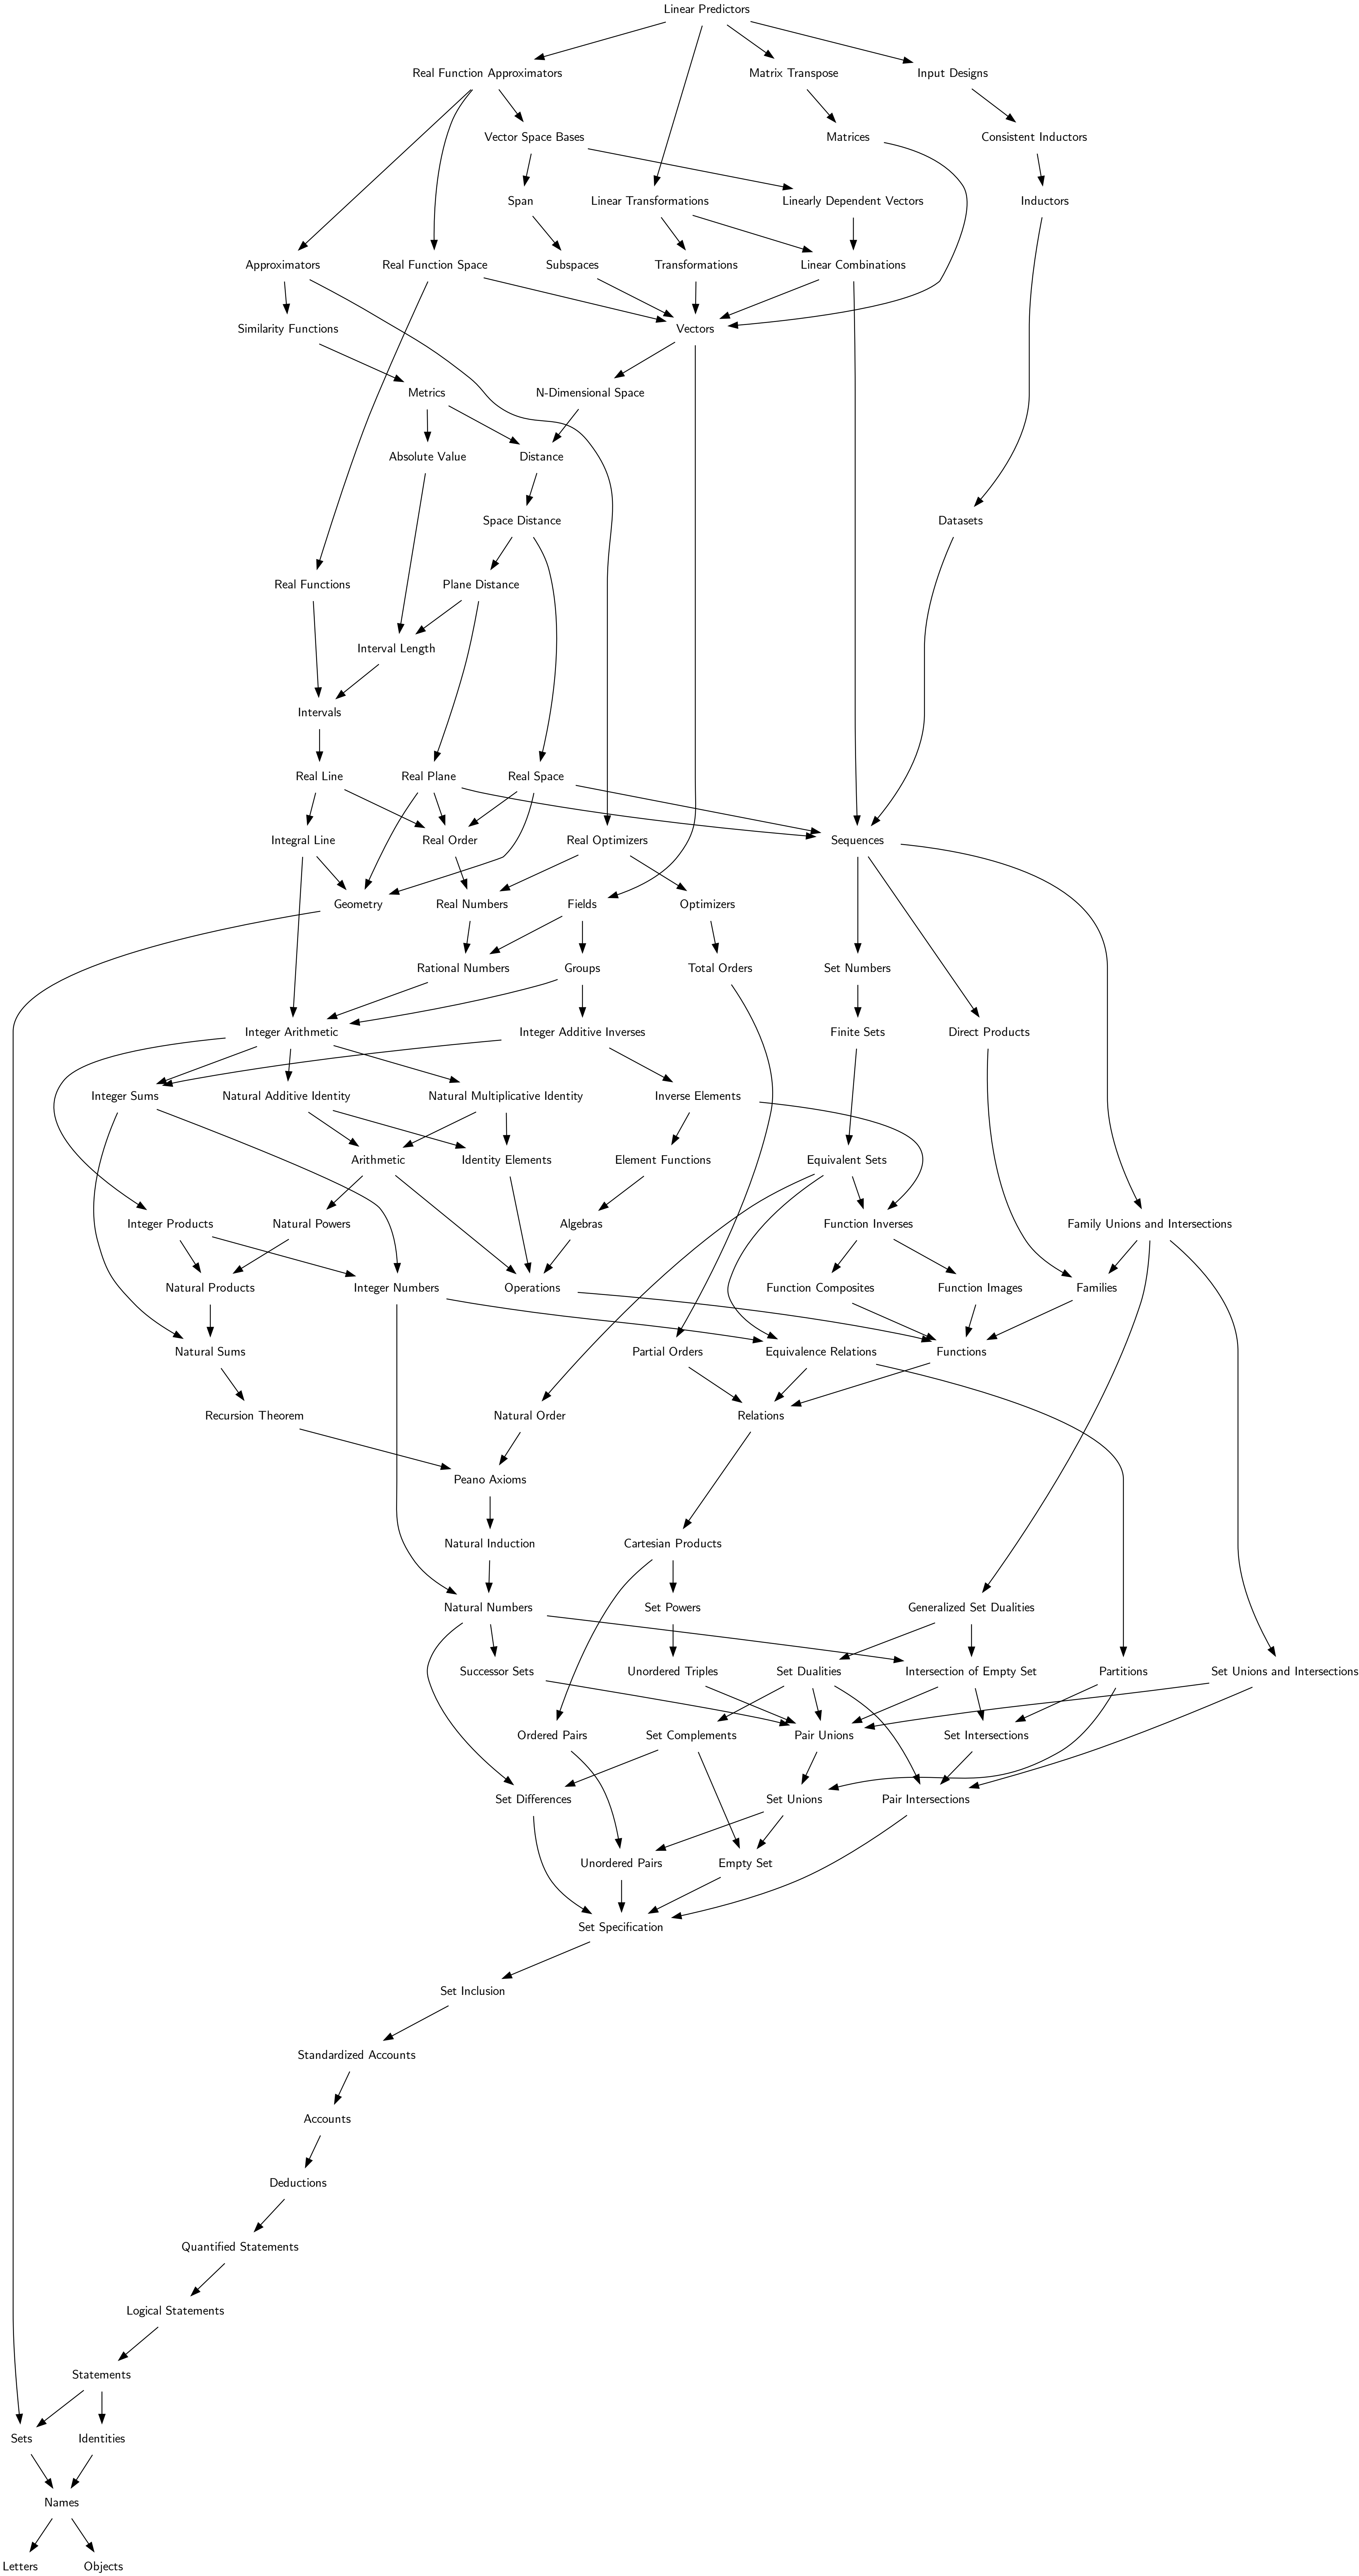 Linear Predictors
Real Function Approximators
Matrix Transpose
Input Designs
Vector Space Bases
Matrices
Consistent Inductors
Span
Linear Transformations
Linearly Dependent Vectors
Inductors
Approximators
Real Function Space
Subspaces
Transformations
Linear Combinations
Similarity Functions
Vectors
Metrics
N-Dimensional Space
Absolute Value
Distance
Space Distance
Datasets
Real Functions
Plane Distance
Interval Length
Intervals
Real Line
Real Plane
Real Space
Integral Line
Real Order
Real Optimizers
Sequences
Geometry
Real Numbers
Fields
Optimizers
Rational Numbers
Groups
Total Orders
Set Numbers
Integer Arithmetic
Integer Additive Inverses
Finite Sets
Direct Products
Integer Sums
Natural Additive Identity
Natural Multiplicative Identity
Inverse Elements
Arithmetic
Identity Elements
Element Functions
Equivalent Sets
Integer Products
Natural Powers
Algebras
Function Inverses
Family Unions and Intersections
Natural Products
Integer Numbers
Operations
Function Composites
Function Images
Families
Natural Sums
Partial Orders
Equivalence Relations
Functions
Recursion Theorem
Natural Order
Relations
Peano Axioms
Natural Induction
Cartesian Products
Natural Numbers
Set Powers
Generalized Set Dualities
Successor Sets
Unordered Triples
Set Dualities
Intersection of Empty Set
Partitions
Set Unions and Intersections
Ordered Pairs
Set Complements
Pair Unions
Set Intersections
Set Differences
Set Unions
Pair Intersections
Unordered Pairs
Empty Set
Set Specification
Set Inclusion
Standardized Accounts
Accounts
Deductions
Quantified Statements
Logical Statements
Statements
Sets
Identities
Names
Letters
Objects